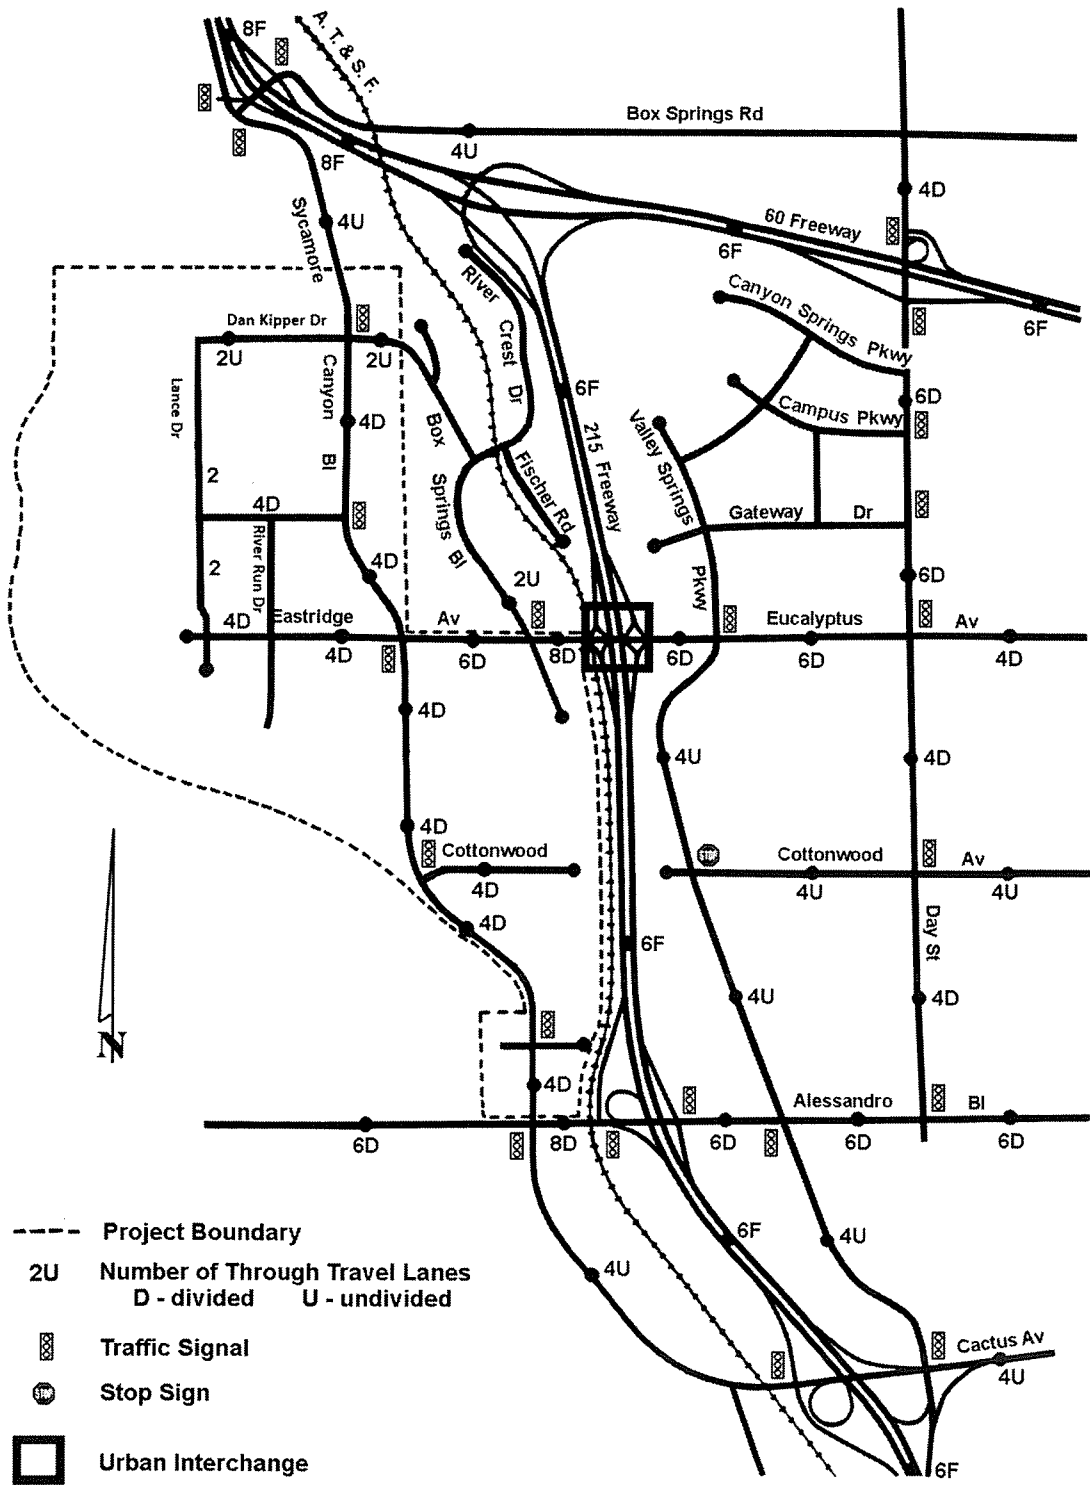 8F
A. T. & S. F.
Box Springs Rd
4U
8F
4D
Sycamore
4U
60 Freeway
6F
River
Canyon Springs Pkwy
6F
Dan Kipper Dr
2U
2U
Crest Dr
Canyon Bl
Lance Dr
6F
6D
Campus Pkwy
4D
Box Springs Bl
215 Freeway
Valley Springs Pkwy
Fischer Rd
2
4D
Gateway Dr
River Run Dr
4D
2
2U
6D
4D
Eastridge Av
Eucalyptus Av
4D
6D
8D
6D
6D
4D
4D
4U
4D
4D
Cottonwood
4D
STOP
Cottonwood Av
4U
4U
4D
Day St
6F
4U
4D
N
4D
Alessandro Bl
6D
8D
6D
6D
6D
Project Boundary
6F
4U
2U Number of Through Travel Lanes
D - divided U - undivided
4U
Traffic Signal
Cactus Av
4U
STOP Stop Sign
Urban Interchange
6F